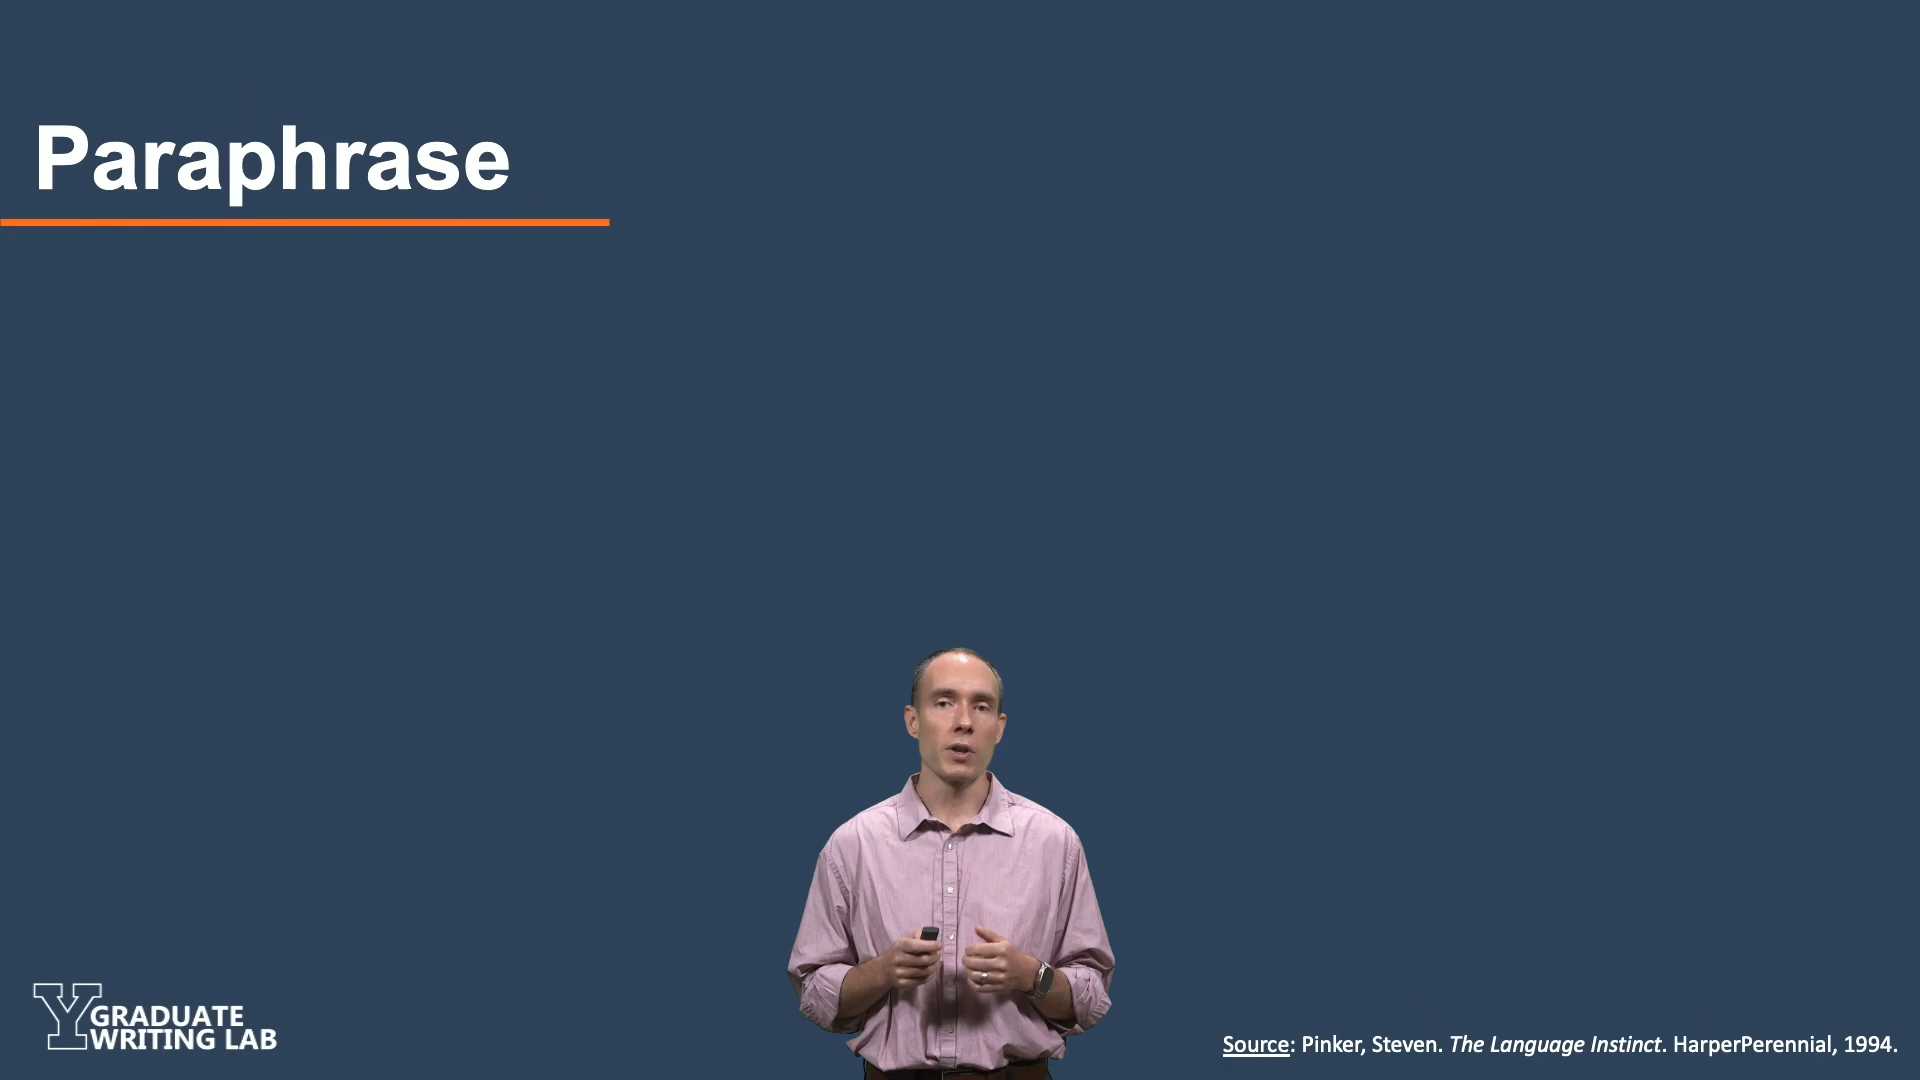 Paraphrase
Y GRADUATE
WRITING LAB
Source: Pinker, Steven. The Language Instinct. HarperPerennial, 1994.